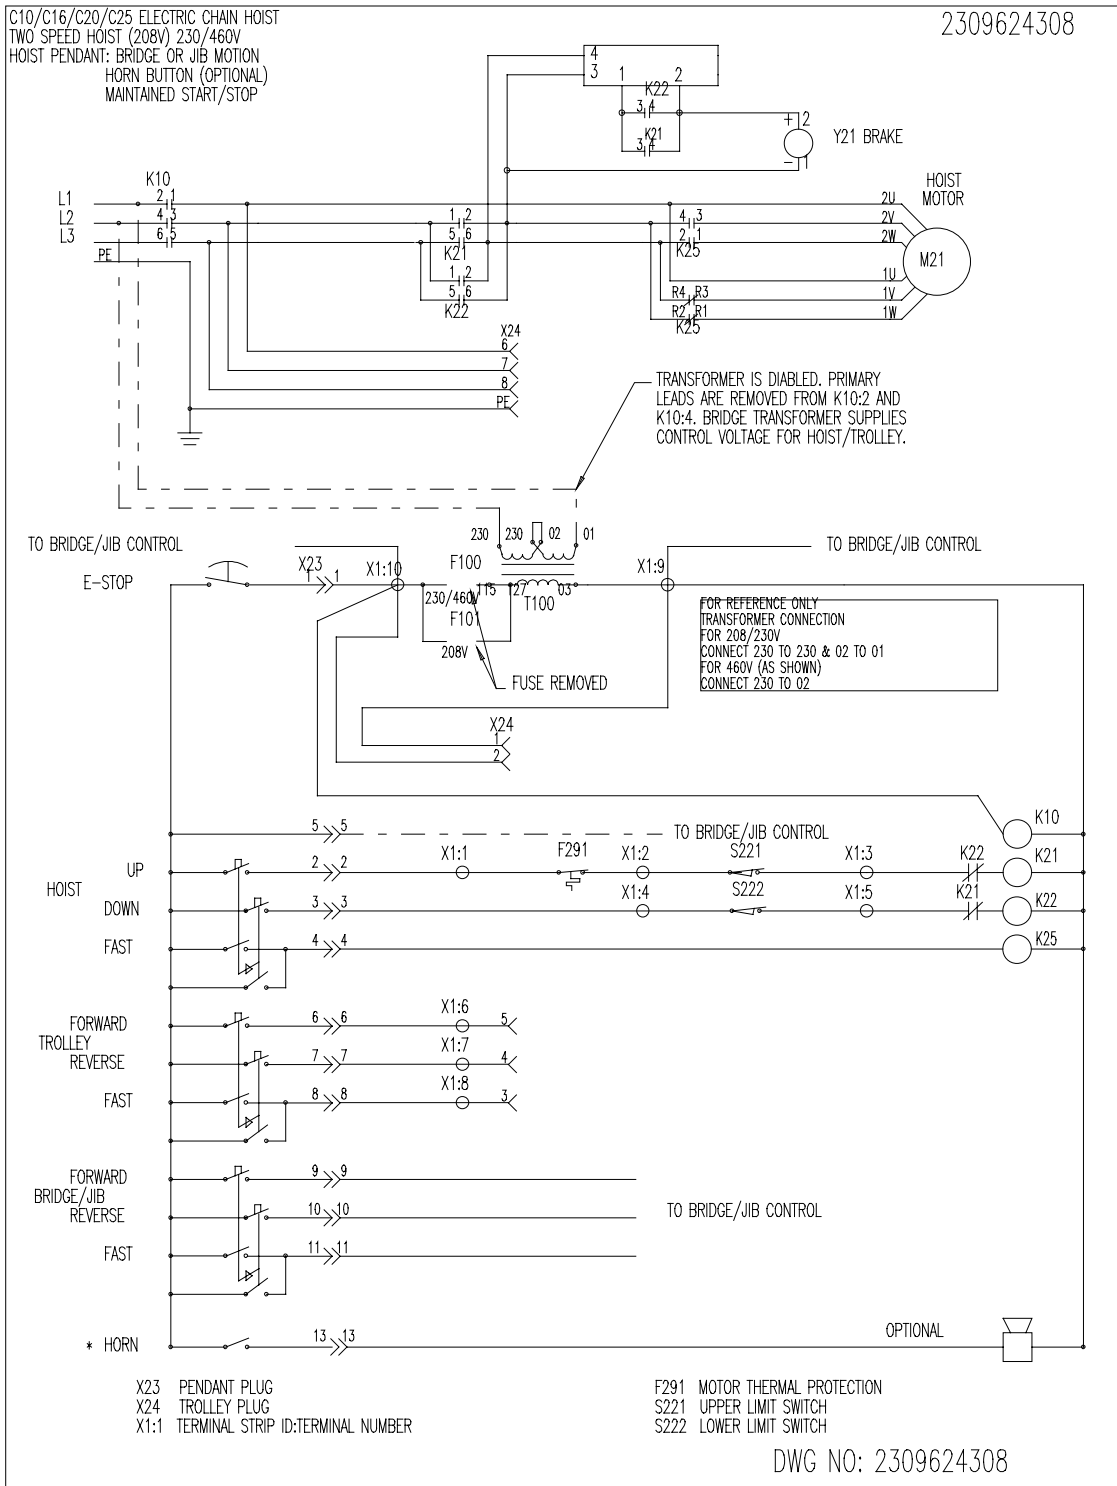 C10/C16/C20/C25 ELECTRIC CHAIN HOIST
TWO SPEED HOIST (208V) 230/460V
HOIST PENDANT: BRIDGE OR JIB MOTION
HORN BUTTON (OPTIONAL)
MAINTAINED START/STOP
2309624308
4
3
1 2
K22
3 4
K21
3 4
+ 2
- 1
Y21 BRAKE
K10
L1
2 1
L2
4 3
L3
6 5
PE
1 2
5 6
K21
1 2
5 6
K22
4 3
2 1
K25
R4 R3
R2 R1
K25
2U
2V
2W
1U
1V
1W
HOIST
MOTOR
M21
X24
6
7
8
PE
TRANSFORMER IS DIABLED. PRIMARY
LEADS ARE REMOVED FROM K10:2 AND
K10:4. BRIDGE TRANSFORMER SUPPLIES
CONTROL VOLTAGE FOR HOIST/TROLLEY.
230 230 02 01
TO BRIDGE/JIB CONTROL
TO BRIDGE/JIB CONTROL
E-STOP
X23
1 1
X1:10
F100
230/460V
115 127 03
T100
F101
208V
X1:9
FUSE REMOVED
FOR REFERENCE ONLY
TRANSFORMER CONNECTION
FOR 208/230V
CONNECT 230 TO 230 & 02 TO 01
FOR 460V (AS SHOWN)
CONNECT 230 TO 02
X24
1
2
5 5
TO BRIDGE/JIB CONTROL
K10
UP
2 2
X1:1
F291
X1:2
S221
X1:3
K22
K21
HOIST
DOWN
3 3
X1:4
S222
X1:5
K21
K22
FAST
4 4
K25
FORWARD
6 6
X1:6
5
TROLLEY
REVERSE
7 7
X1:7
4
FAST
8 8
X1:8
3
FORWARD
9 9
BRIDGE/JIB
REVERSE
10 10
TO BRIDGE/JIB CONTROL
FAST
11 11
* HORN
13 13
OPTIONAL
X23 PENDANT PLUG
X24 TROLLEY PLUG
X1:1 TERMINAL STRIP ID:TERMINAL NUMBER
F291 MOTOR THERMAL PROTECTION
S221 UPPER LIMIT SWITCH
S222 LOWER LIMIT SWITCH
DWG NO: 2309624308